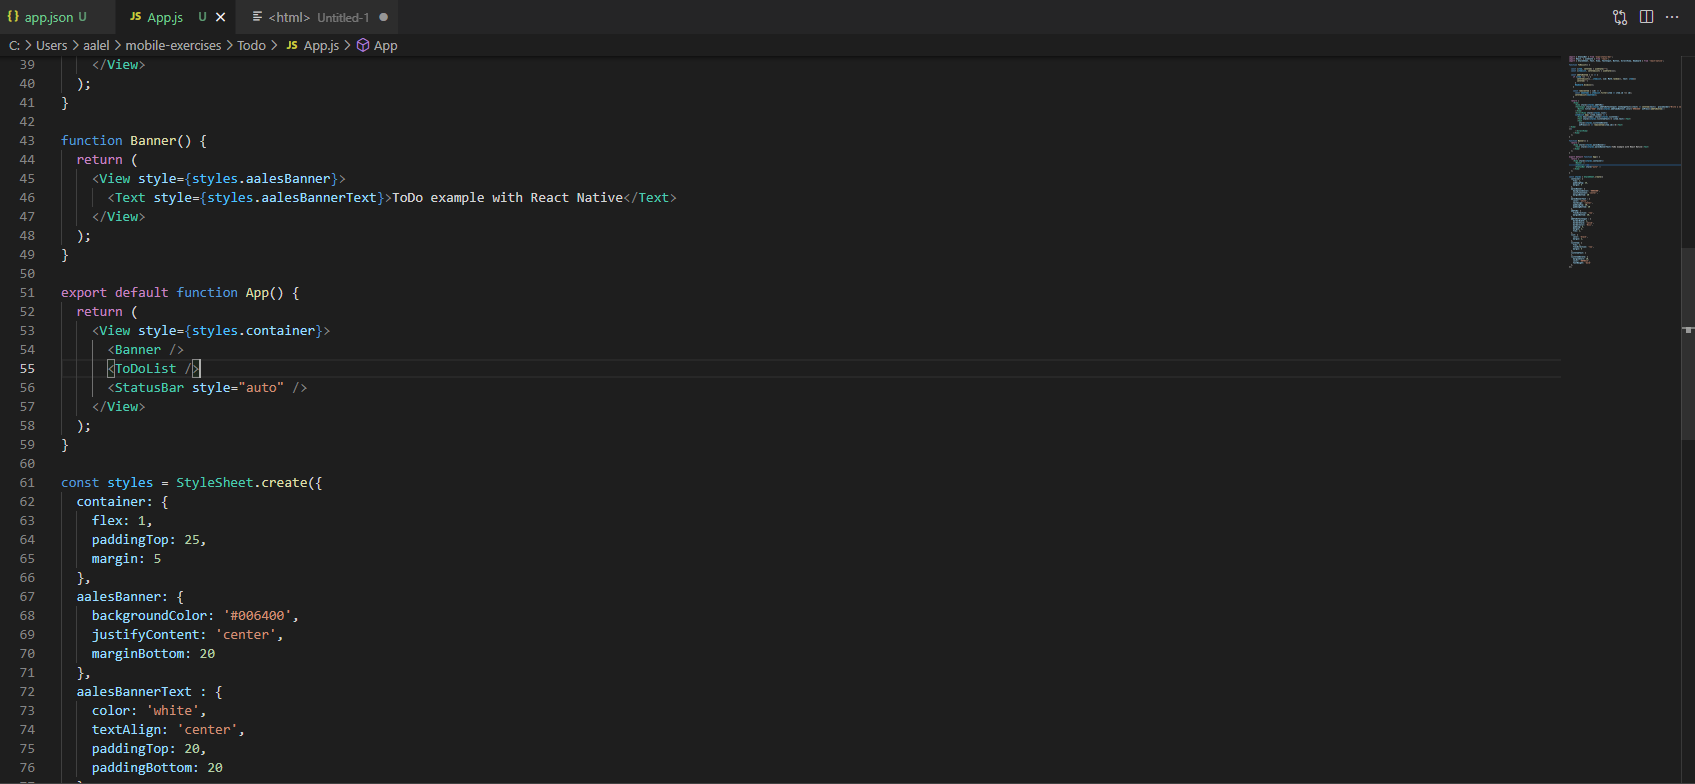 {} app.json U
JS App.js U
<html> Untitled-1
C: > Users > aalel > mobile-exercises > Todo > JS App.js > App
39 </View>
40 );
41 }
42
43 function Banner() {
44 return (
45 <View style={styles.aalesBanner}>
46 <Text style={styles.aalesBannerText}>ToDo example with React Native</Text>
47 </View>
48 );
49 }
50
51 export default function App() {
52 return (
53 <View style={styles.container}>
54 <Banner />
55 <ToDoList />
56 <StatusBar style="auto" />
57 </View>
58 );
59 }
60
61 const styles = StyleSheet.create({
62 container: {
63 flex: 1,
64 paddingTop: 25,
65 margin: 5
66 },
67 aalesBanner: {
68 backgroundColor: '#006400',
69 justifyContent: 'center',
70 marginBottom: 20
71 },
72 aalesBannerText : {
73 color: 'white',
74 textAlign: 'center',
75 paddingTop: 20,
76 paddingBottom: 20